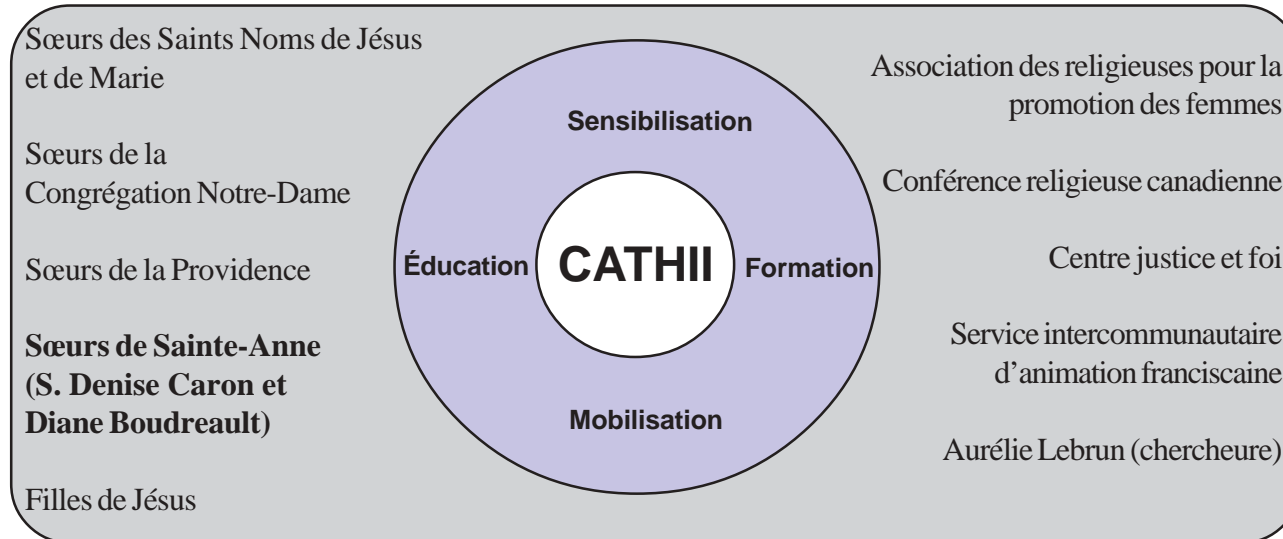 Sœurs des Saints Noms de Jésus
et de Marie
Sœurs de la
Congrégation Notre-Dame
Sœurs de la Providence
Sœurs de Sainte-Anne
(S. Denise Caron et
Diane Boudreault)
Filles de Jésus
Sensibilisation
Éducation
CATHII
Formation
Mobilisation
Association des religieuses pour la
promotion des femmes
Conférence religieuse canadienne
Centre justice et foi
Service intercommunautaire
d’animation franciscaine
Aurélie Lebrun (chercheure)